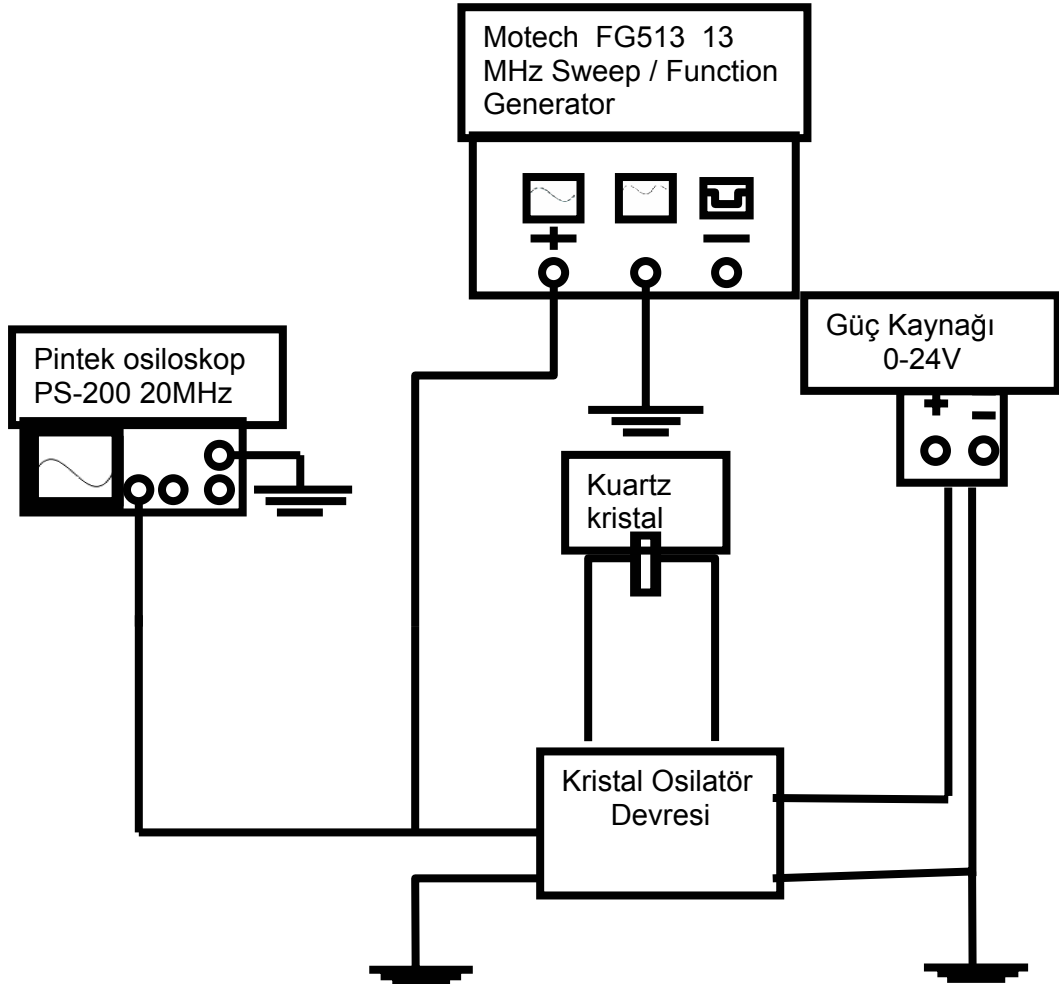 Motech FG513 13
MHz Sweep / Function
Generator
Güç Kaynağı
0-24V
Pintek osiloskop
PS-200 20MHz
Kuartz
kristal
Kristal Osilatör
Devresi